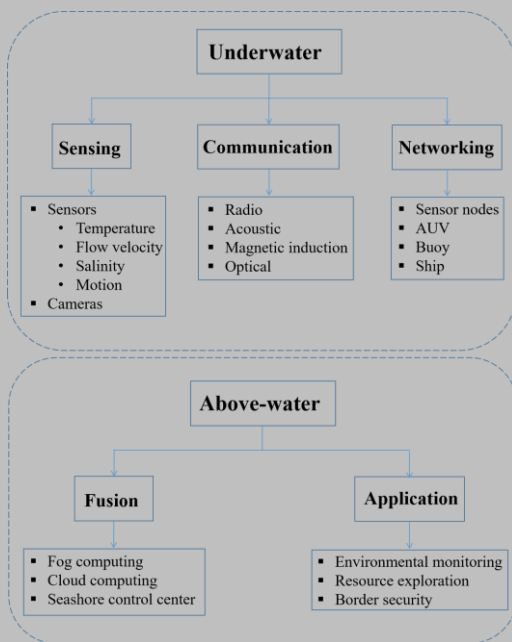 Underwater
Sensing
Communication
Networking
▪ Sensors
• Temperature
• Flow velocity
• Salinity
• Motion
▪ Cameras
▪ Radio
▪ Acoustic
▪ Magnetic induction
▪ Optical
▪ Sensor nodes
▪ AUV
▪ Buoy
▪ Ship
Above-water
Fusion
Application
▪ Fog computing
▪ Cloud computing
▪ Seashore control center
▪ Environmental monitoring
▪ Resource exploration
▪ Border security